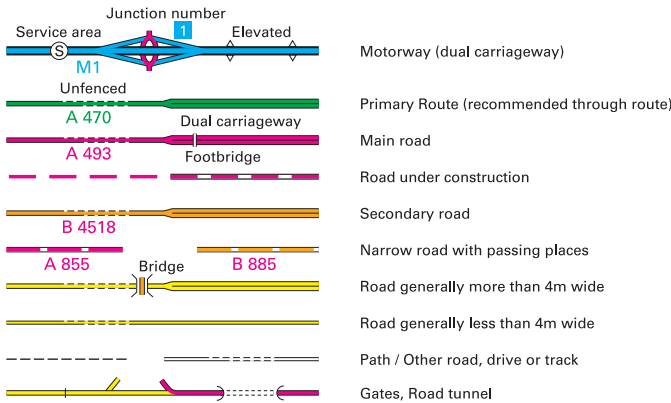 Junction number
Service area 1 Elevated
S Motorway (dual carriageway)
M1
Unfenced
Primary Route (recommended through route)
A 470
Dual carriageway
Main road
A 493 Footbridge
Road under construction
Secondary road
B 4518
Narrow road with passing places
A 855 Bridge B 885
Road generally more than 4m wide
Road generally less than 4m wide
Path / Other road, drive or track
Gates, Road tunnel